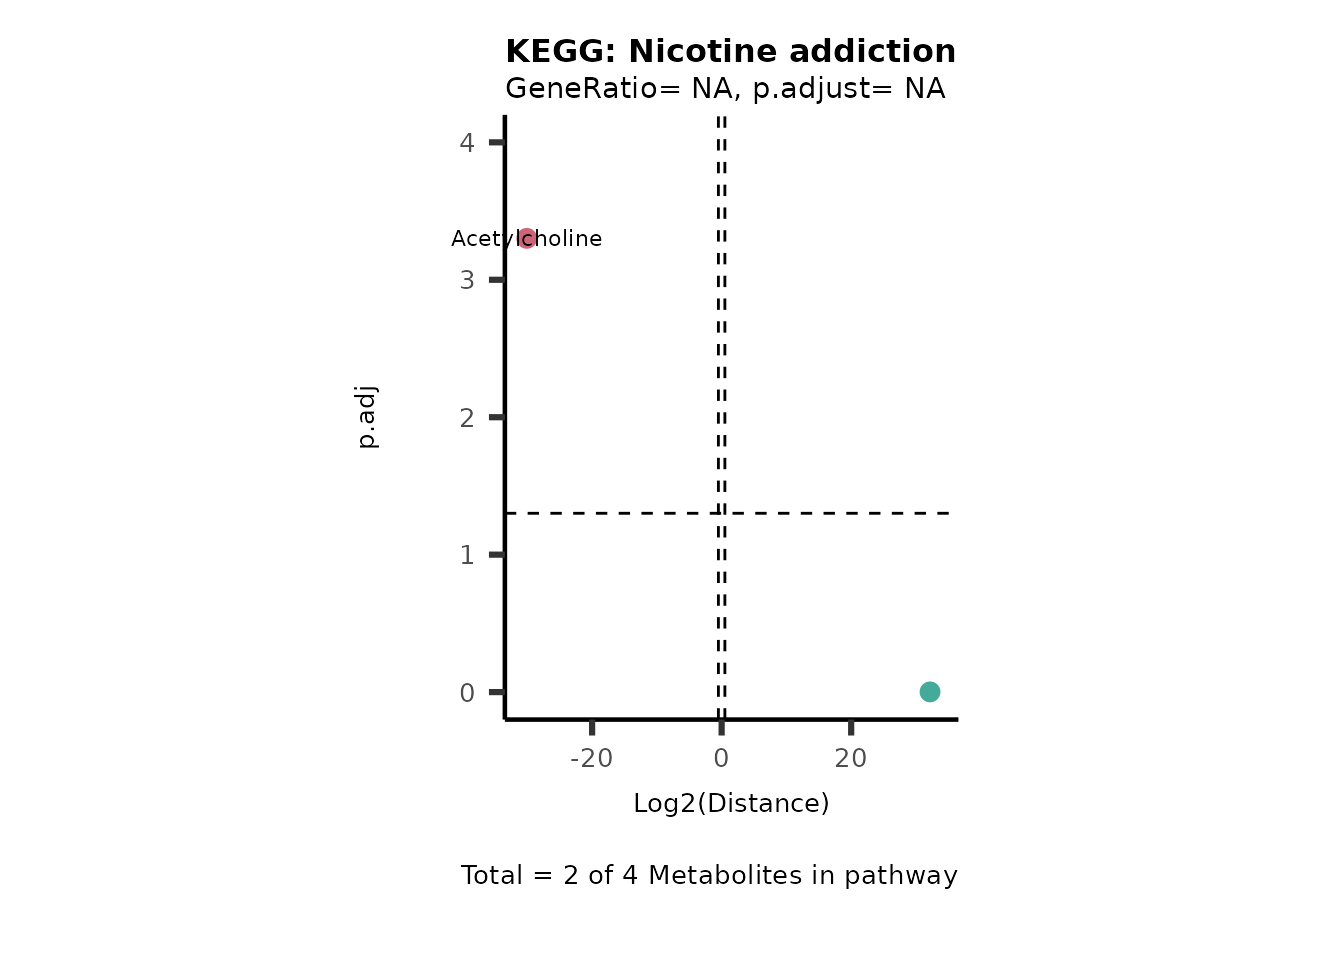 KEGG: Nicotine addiction
GeneRatio= NA, p.adjust= NA
4
Acetylcholine
3
p.adj
2
1
0
-20 0 20
Log2(Distance)
Total = 2 of 4 Metabolites in pathway